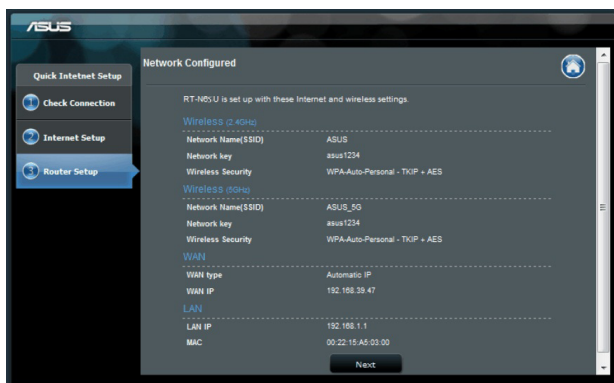 ASUS
Quick Intetnet Setup
1 Check Connection
2 Internet Setup
3 Router Setup
Network Configured
RT-N65U is set up with these Internet and wireless settings.
Wireless (2.4GHz)
Network Name(SSID) ASUS
Network key asus1234
Wireless Security WPA-Auto-Personal - TKIP + AES
Wireless (5GHz)
Network Name(SSID) ASUS_5G
Network key asus1234
Wireless Security WPA-Auto-Personal - TKIP + AES
WAN
WAN type Automatic IP
WAN IP 192.168.39.47
LAN
LAN IP 192.168.1.1
MAC 00:22:15:A5:03:00
Next